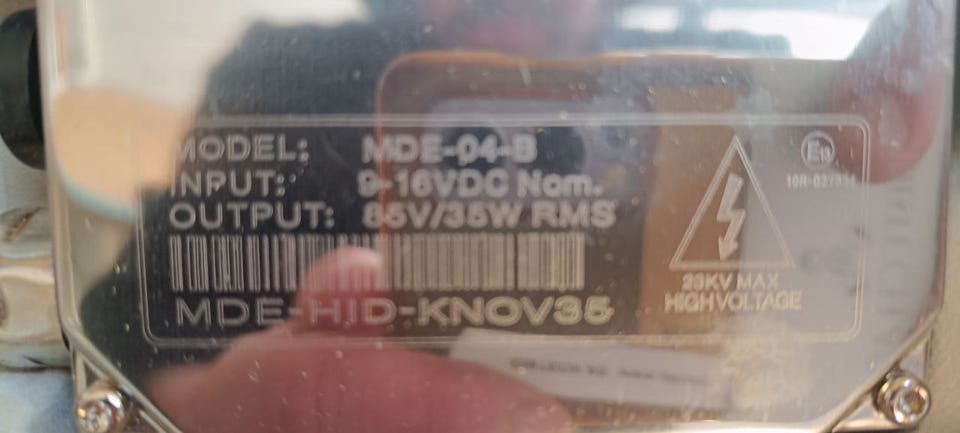 MODEL: MDE-04-B
INPUT: 9-16VDC Nom.
OUTPUT: 85V/35W RMS
MDE-HID-KNOV35
23KV MAX
HIGH VOLTAGE